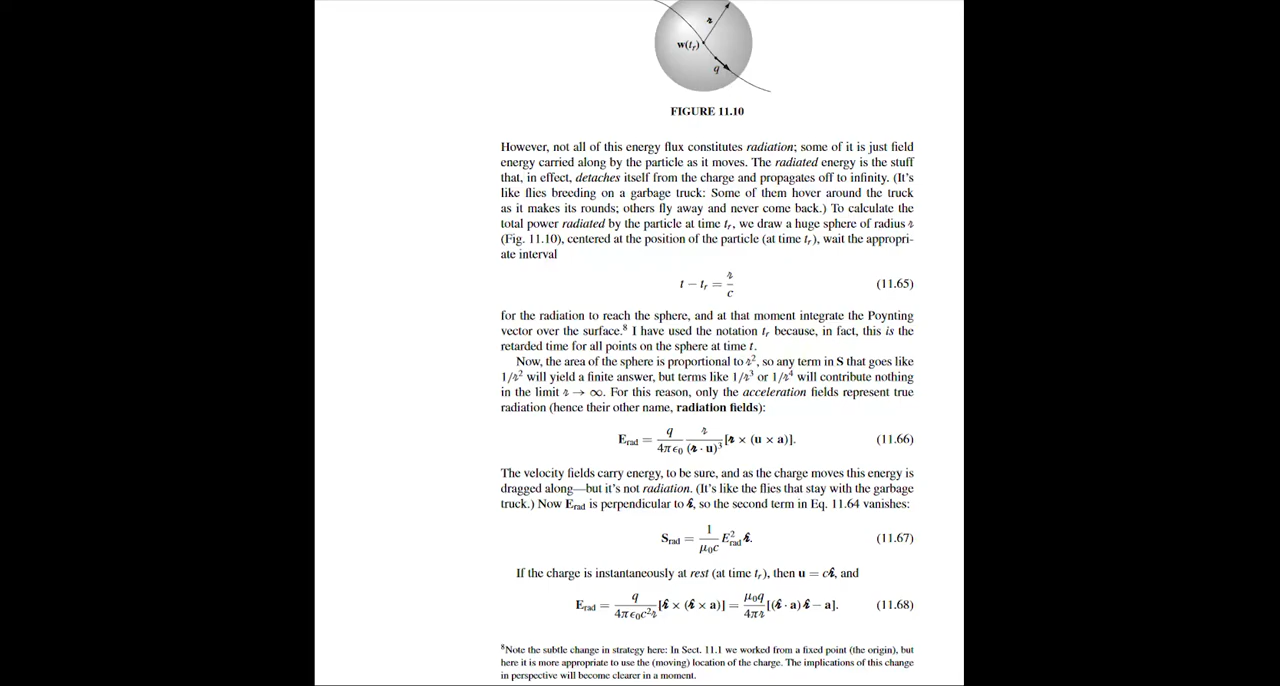 𝓇
w(tᵣ)
q
FIGURE 11.10
However, not all of this energy flux constitutes radiation; some of it is just field
energy carried along by the particle as it moves. The radiated energy is the stuff
that, in effect, detaches itself from the charge and propagates off to infinity. (It's
like flies breeding on a garbage truck: Some of them hover around the truck
as it makes its rounds; others fly away and never come back.) To calculate the
total power radiated by the particle at time tᵣ, we draw a huge sphere of radius 𝓇
(Fig. 11.10), centered at the position of the particle (at time tᵣ), wait the appropri-
ate interval
t − tᵣ = 𝓇/c (11.65)
for the radiation to reach the sphere, and at that moment integrate the Poynting
vector over the surface.⁸ I have used the notation tᵣ because, in fact, this is the
retarded time for all points on the sphere at time t.
Now, the area of the sphere is proportional to 𝓇², so any term in S that goes like
1/𝓇² will yield a finite answer, but terms like 1/𝓇³ or 1/𝓇⁴ will contribute nothing
in the limit 𝓇 → ∞. For this reason, only the acceleration fields represent true
radiation (hence their other name, radiation fields):
E_rad = q/(4πϵ₀) 𝓇/(𝓇 · u)³ [𝓇 × (u × a)]. (11.66)
The velocity fields carry energy, to be sure, and as the charge moves this energy is
dragged along—but it's not radiation. (It's like the flies that stay with the garbage
truck.) Now E_rad is perpendicular to 𝓇̂, so the second term in Eq. 11.64 vanishes:
S_rad = 1/(μ₀c) E²_rad 𝓇̂. (11.67)
If the charge is instantaneously at rest (at time tᵣ), then u = c𝓇̂, and
E_rad = q/(4πϵ₀c²𝓇) [𝓇̂ × (𝓇̂ × a)] = μ₀q/(4π𝓇) [(𝓇̂ · a) 𝓇̂ − a]. (11.68)
⁸Note the subtle change in strategy here: In Sect. 11.1 we worked from a fixed point (the origin), but
here it is more appropriate to use the (moving) location of the charge. The implications of this change
in perspective will become clearer in a moment.